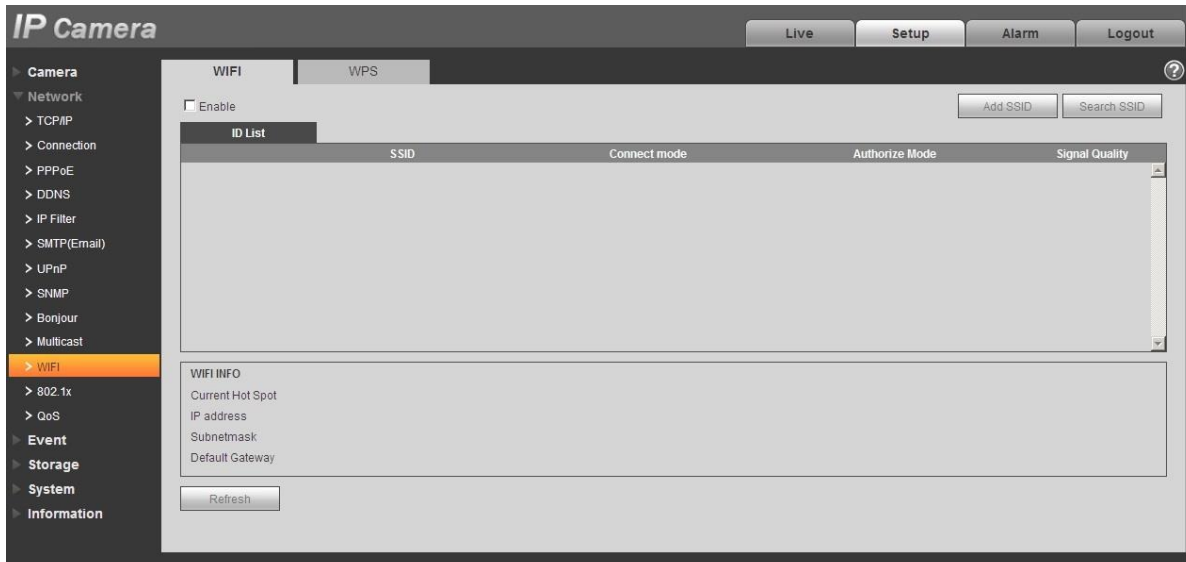 IP Camera
Live Setup Alarm Logout
Camera
Network
> TCP/IP
> Connection
> PPPoE
> DDNS
> IP Filter
> SMTP(Email)
> UPnP
> SNMP
> Bonjour
> Multicast
> WIFI
> 802.1x
> QoS
Event
Storage
System
Information
WIFI WPS
?
Enable Add SSID Search SSID
ID List
SSID Connect mode Authorize Mode Signal Quality
WIFI INFO
Current Hot Spot
IP address
Subnetmask
Default Gateway
Refresh